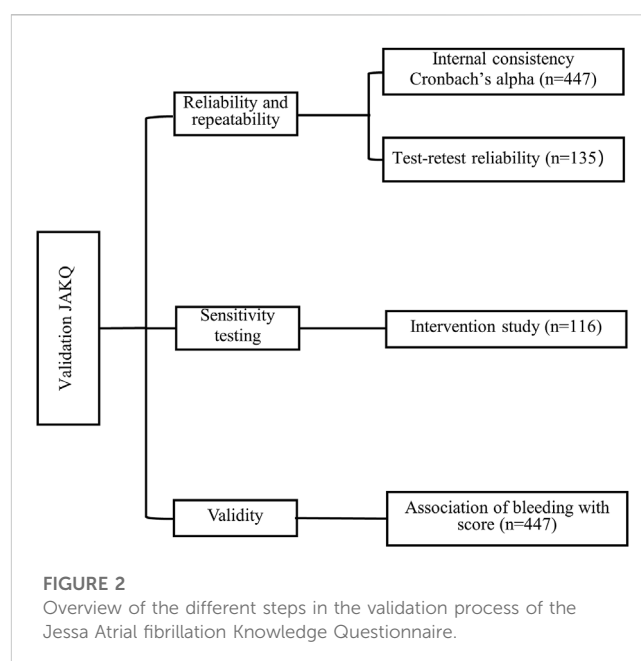 Validation JAKQ
Reliability and
repeatability
Internal consistency
Cronbach's alpha (n=447)
Test-retest reliability (n=135)
Sensitivity
testing
Intervention study (n=116)
Validity
Association of bleeding with
score (n=447)
FIGURE 2
Overview of the different steps in the validation process of the
Jessa Atrial fibrillation Knowledge Questionnaire.